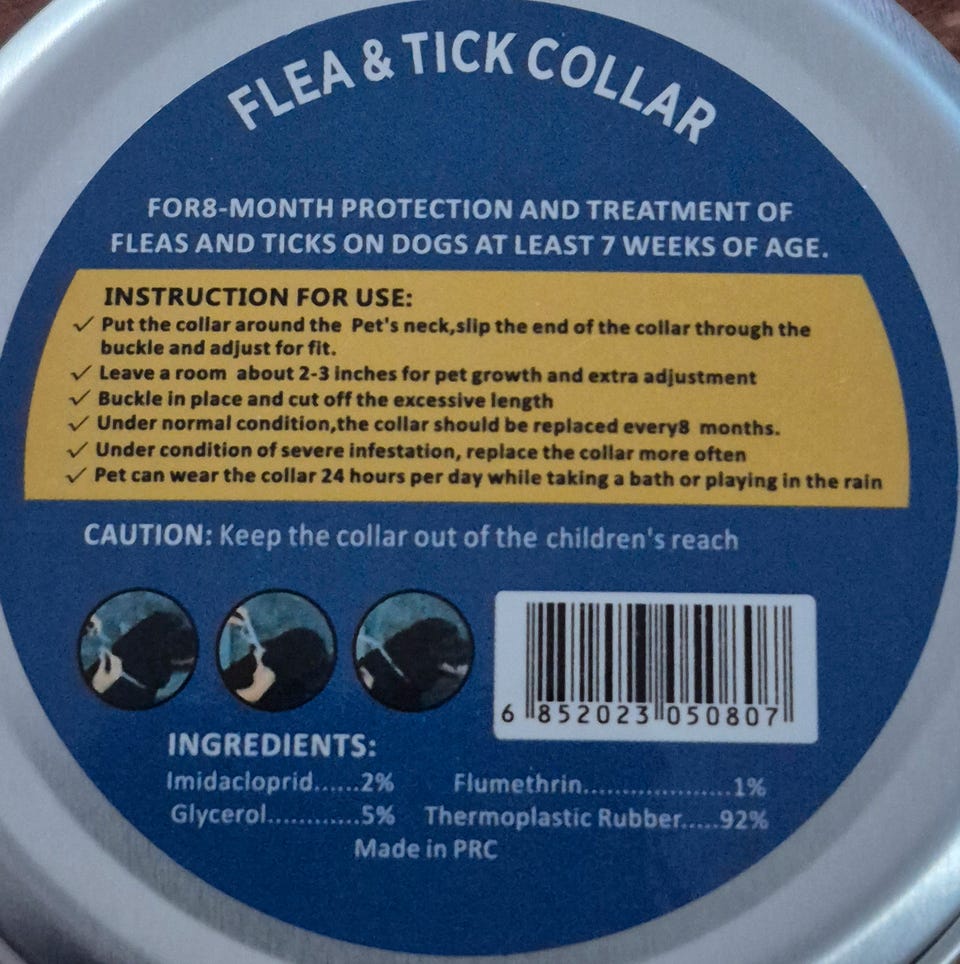 FLEA & TICK COLLAR
FOR8-MONTH PROTECTION AND TREATMENT OF
FLEAS AND TICKS ON DOGS AT LEAST 7 WEEKS OF AGE.
INSTRUCTION FOR USE:
✓ Put the collar around the Pet's neck,slip the end of the collar through the
buckle and adjust for fit.
✓ Leave a room about 2-3 inches for pet growth and extra adjustment
✓ Buckle in place and cut off the excessive length
✓ Under normal condition,the collar should be replaced every8 months.
✓ Under condition of severe infestation, replace the collar more often
✓ Pet can wear the collar 24 hours per day while taking a bath or playing in the rain
CAUTION: Keep the collar out of the children's reach
6 852023 050807
INGREDIENTS:
Imidacloprid......2% Flumethrin....................1%
Glycerol............5% Thermoplastic Rubber.....92%
Made in PRC